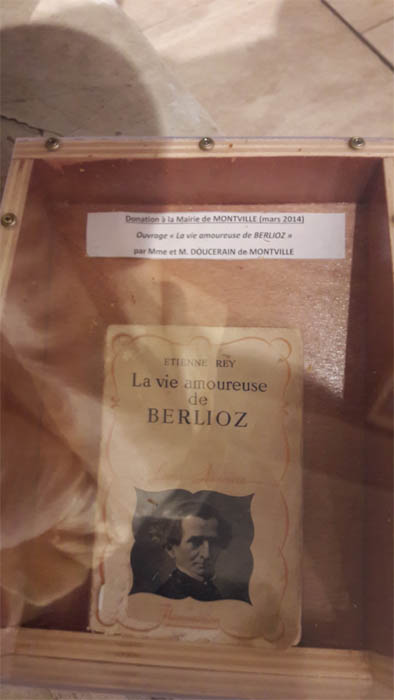 Donation à la Mairie de MONTVILLE (mars 2014)
Ouvrage « La vie amoureuse de BERLIOZ »
par Mme et M. DOUCERAIN de MONTVILLE
ETIENNE REY
La vie amoureuse
de
BERLIOZ